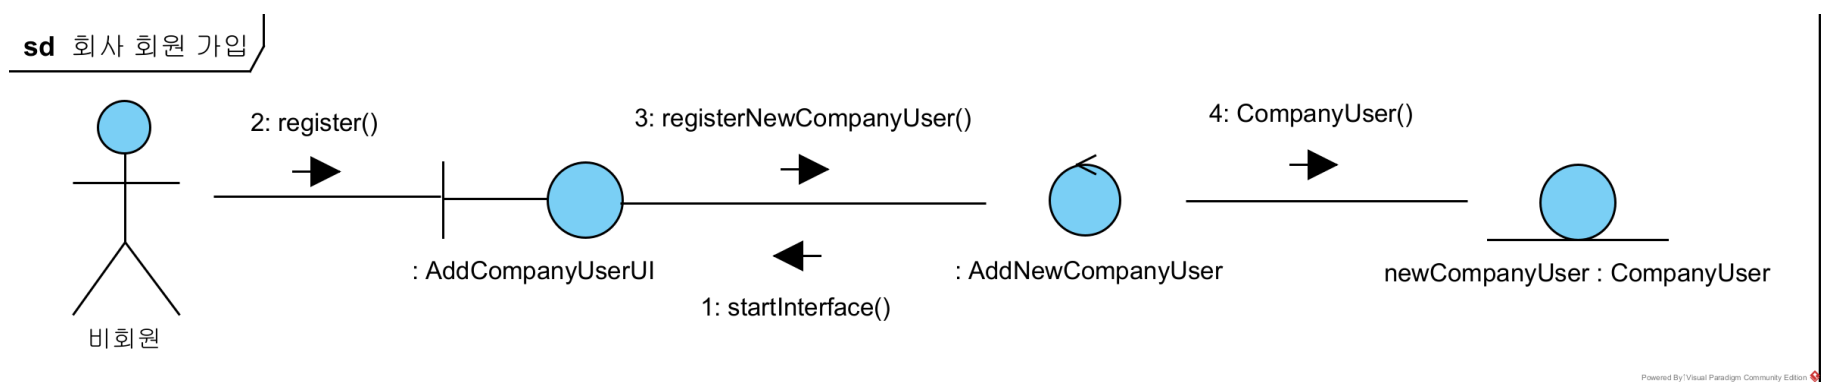 sd 회사 회원 가입
2: register()
3: registerNewCompanyUser()
4: CompanyUser()
: AddCompanyUserUI
: AddNewCompanyUser
newCompanyUser : CompanyUser
1: startInterface()
비회원
Powered By Visual Paradigm Community Edition